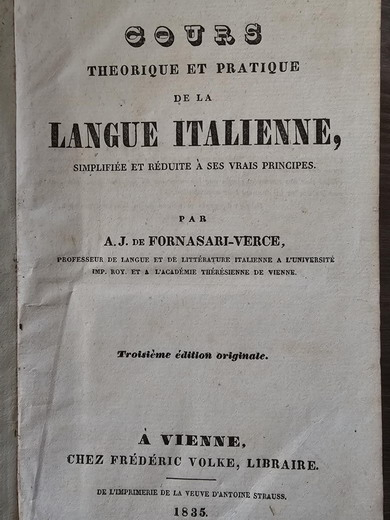 COURS
THEORIQUE ET PRATIQUE
DE LA
LANGUE ITALIENNE,
SIMPLIFIÉE ET RÉDUITE À SES VRAIS PRINCIPES.
PAR
A. J. DE FORNASARI-VERCE,
PROFESSEUR DE LANGUE ET DE LITTÉRATURE ITALIENNE A L'UNIVERSITÉ
IMP. ROY. ET A L'ACADÉMIE THÉRÉSIENNE DE VIENNE.
Troisième édition originale.
À VIENNE,
CHEZ FRÉDÉRIC VOLKE, LIBRAIRE.
DE L'IMPRIMERIE DE LA VEUVE D'ANTOINE STRAUSS.
1835.